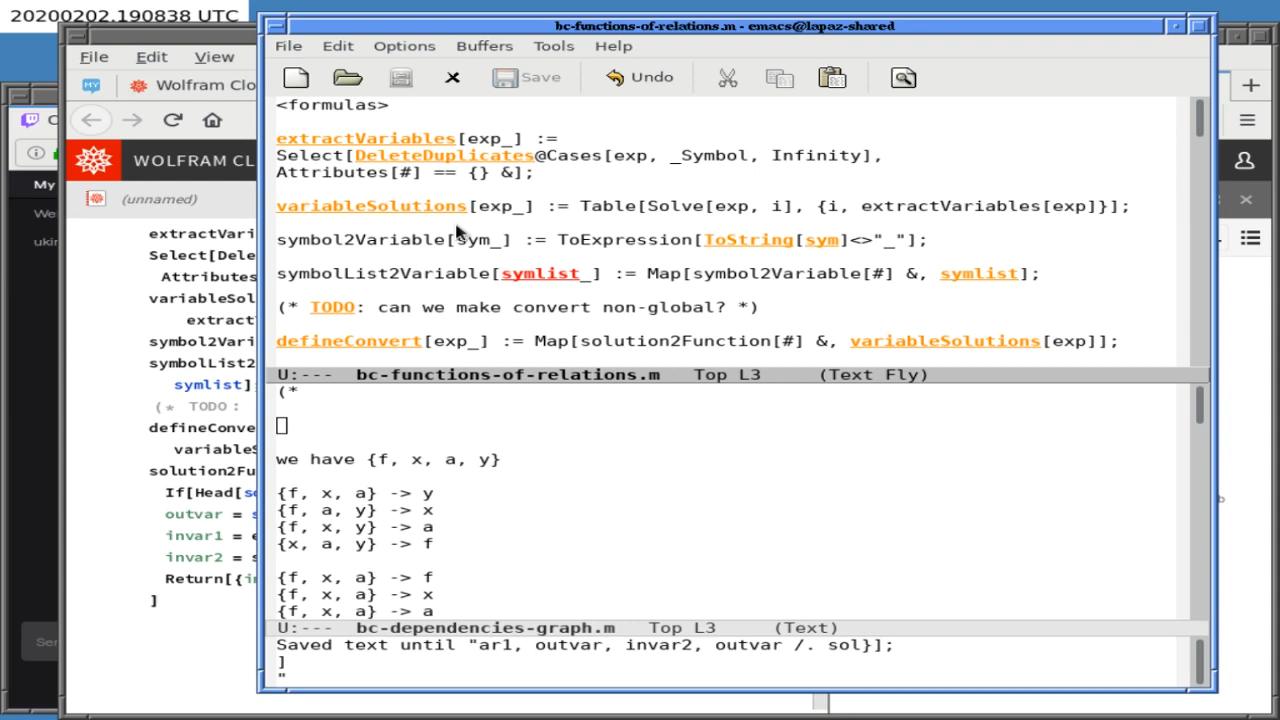 20200202.190838 UTC
bc-functions-of-relations.m - emacs@lapaz-shared
File Edit View
File Edit Options Buffers Tools Help
Wolfram Clo
Save Undo
WOLFRAM CL
(unnamed)
My
We
ukin
Sen
extractVari
Select[Dele
Attributes
variableSol
extract
symbol2Vari
symbolList2
symlist]
(* TODO:
defineConve
variableS
solution2Fu
If[Head[so
outvar = s
invar1 = e
invar2 = s
Return[{in
]
<formulas>
extractVariables[exp_] :=
Select[DeleteDuplicates@Cases[exp, _Symbol, Infinity],
Attributes[#] == {} &];
variableSolutions[exp_] := Table[Solve[exp, i], {i, extractVariables[exp]}];
symbol2Variable[sym_] := ToExpression[ToString[sym]<>"_"];
symbolList2Variable[symlist_] := Map[symbol2Variable[#] &, symlist];
(* TODO: can we make convert non-global? *)
defineConvert[exp_] := Map[solution2Function[#] &, variableSolutions[exp]];
U:--- bc-functions-of-relations.m Top L3 (Text Fly)
(*
we have {f, x, a, y}
{f, x, a} -> y
{f, a, y} -> x
{f, x, y} -> a
{x, a, y} -> f
{f, x, a} -> f
{f, x, a} -> x
{f, x, a} -> a
U:--- bc-dependencies-graph.m Top L3 (Text)
Saved text until "ar1, outvar, invar2, outvar /. sol}];
]
"